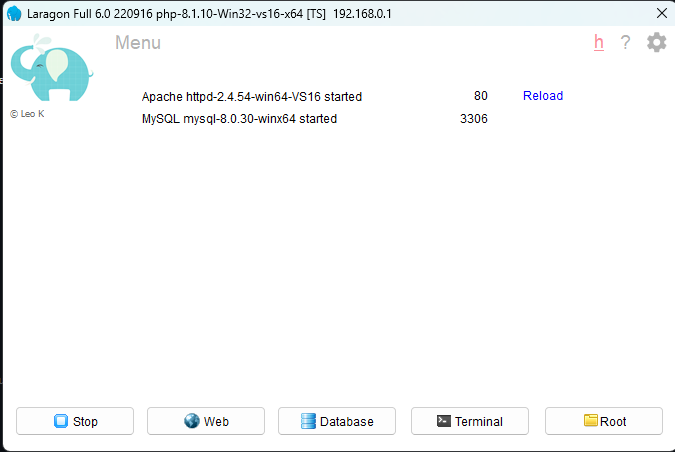 Laragon Full 6.0 220916 php-8.1.10-Win32-vs16-x64 [TS] 192.168.0.1
Menu h ?
© Leo K
Apache httpd-2.4.54-win64-VS16 started 80 Reload
MySQL mysql-8.0.30-winx64 started 3306
Stop Web Database Terminal Root